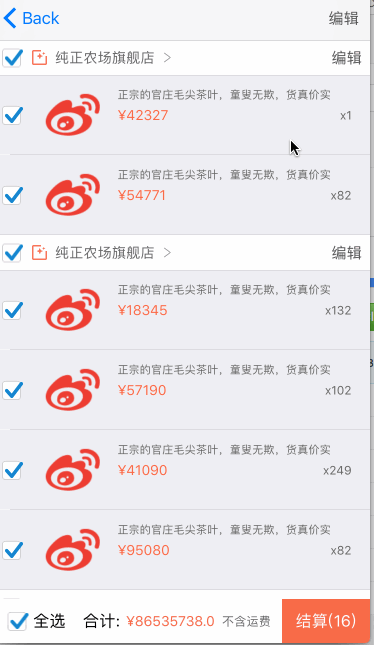 Back
编辑
纯正农场旗舰店 >
编辑
正宗的官庄毛尖茶叶，童叟无欺，货真价实
¥42327
x1
正宗的官庄毛尖茶叶，童叟无欺，货真价实
¥54771
x82
纯正农场旗舰店 >
编辑
正宗的官庄毛尖茶叶，童叟无欺，货真价实
¥18345
x132
正宗的官庄毛尖茶叶，童叟无欺，货真价实
¥57190
x102
正宗的官庄毛尖茶叶，童叟无欺，货真价实
¥41090
x249
正宗的官庄毛尖茶叶，童叟无欺，货真价实
¥95080
x82
全选 合计: ¥86535738.0 不含运费 结算(16)